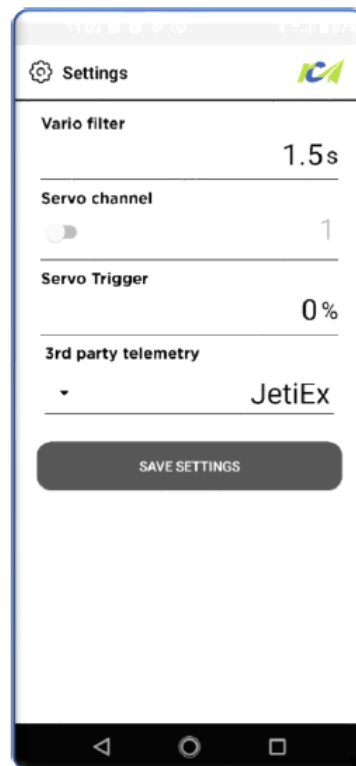 Settings
Vario filter
1.5s
Servo channel
1
Servo Trigger
0%
3rd party telemetry
JetiEx
SAVE SETTINGS